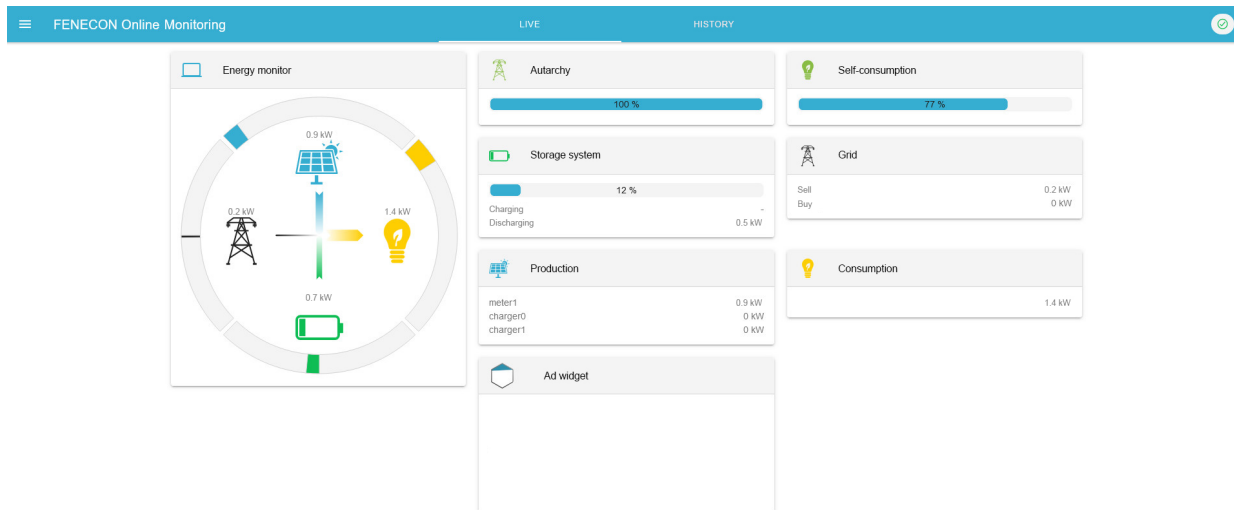 FENECON Online Monitoring
LIVE
HISTORY
Energy monitor
0.9 kW
0.2 kW
1.4 kW
0.7 kW
Autarchy
100 %
Self-consumption
77 %
Storage system
12 %
Charging -
Discharging 0.5 kW
Grid
Sell 0.2 kW
Buy 0 kW
Production
meter1 0.9 kW
charger0 0 kW
charger1 0 kW
Consumption
1.4 kW
Ad widget